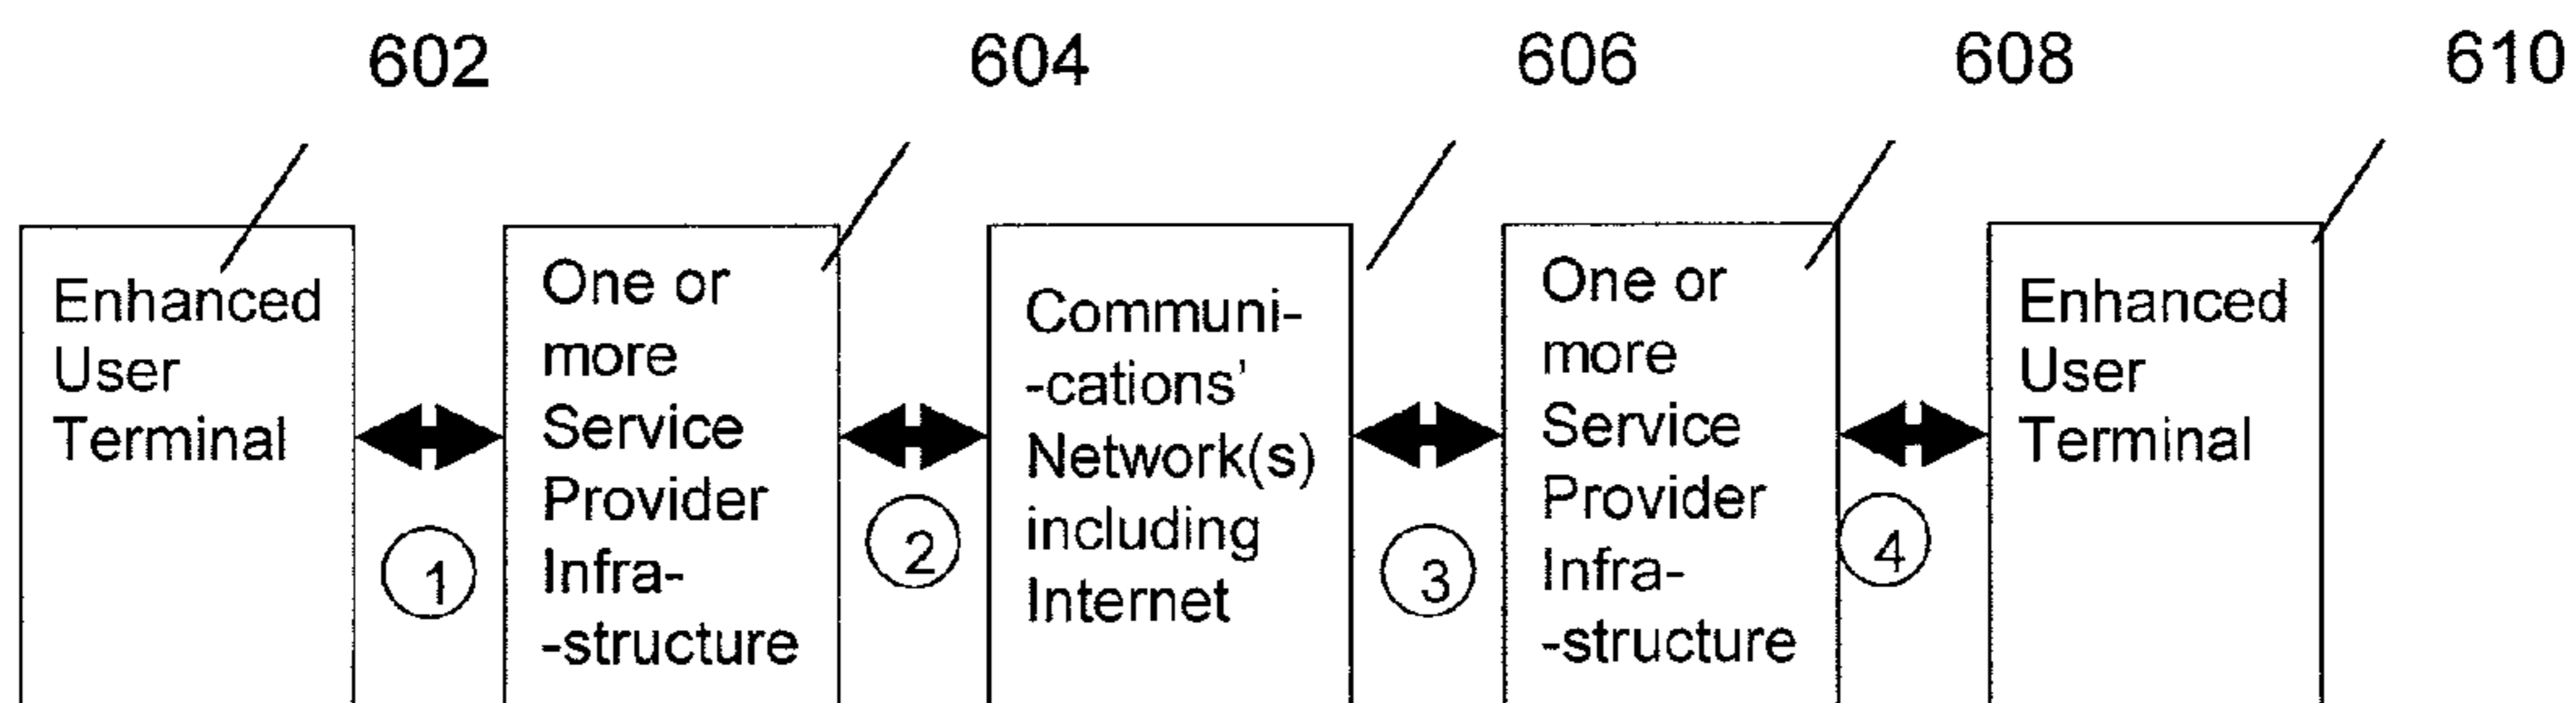 602
604
606
608
610
Enhanced
User
Terminal
One or
more
Service
Provider
Infra-
-structure
Communi-
-cations'
Network(s)
including
Internet
One or
more
Service
Provider
Infra-
-structure
Enhanced
User
Terminal
1
2
3
4